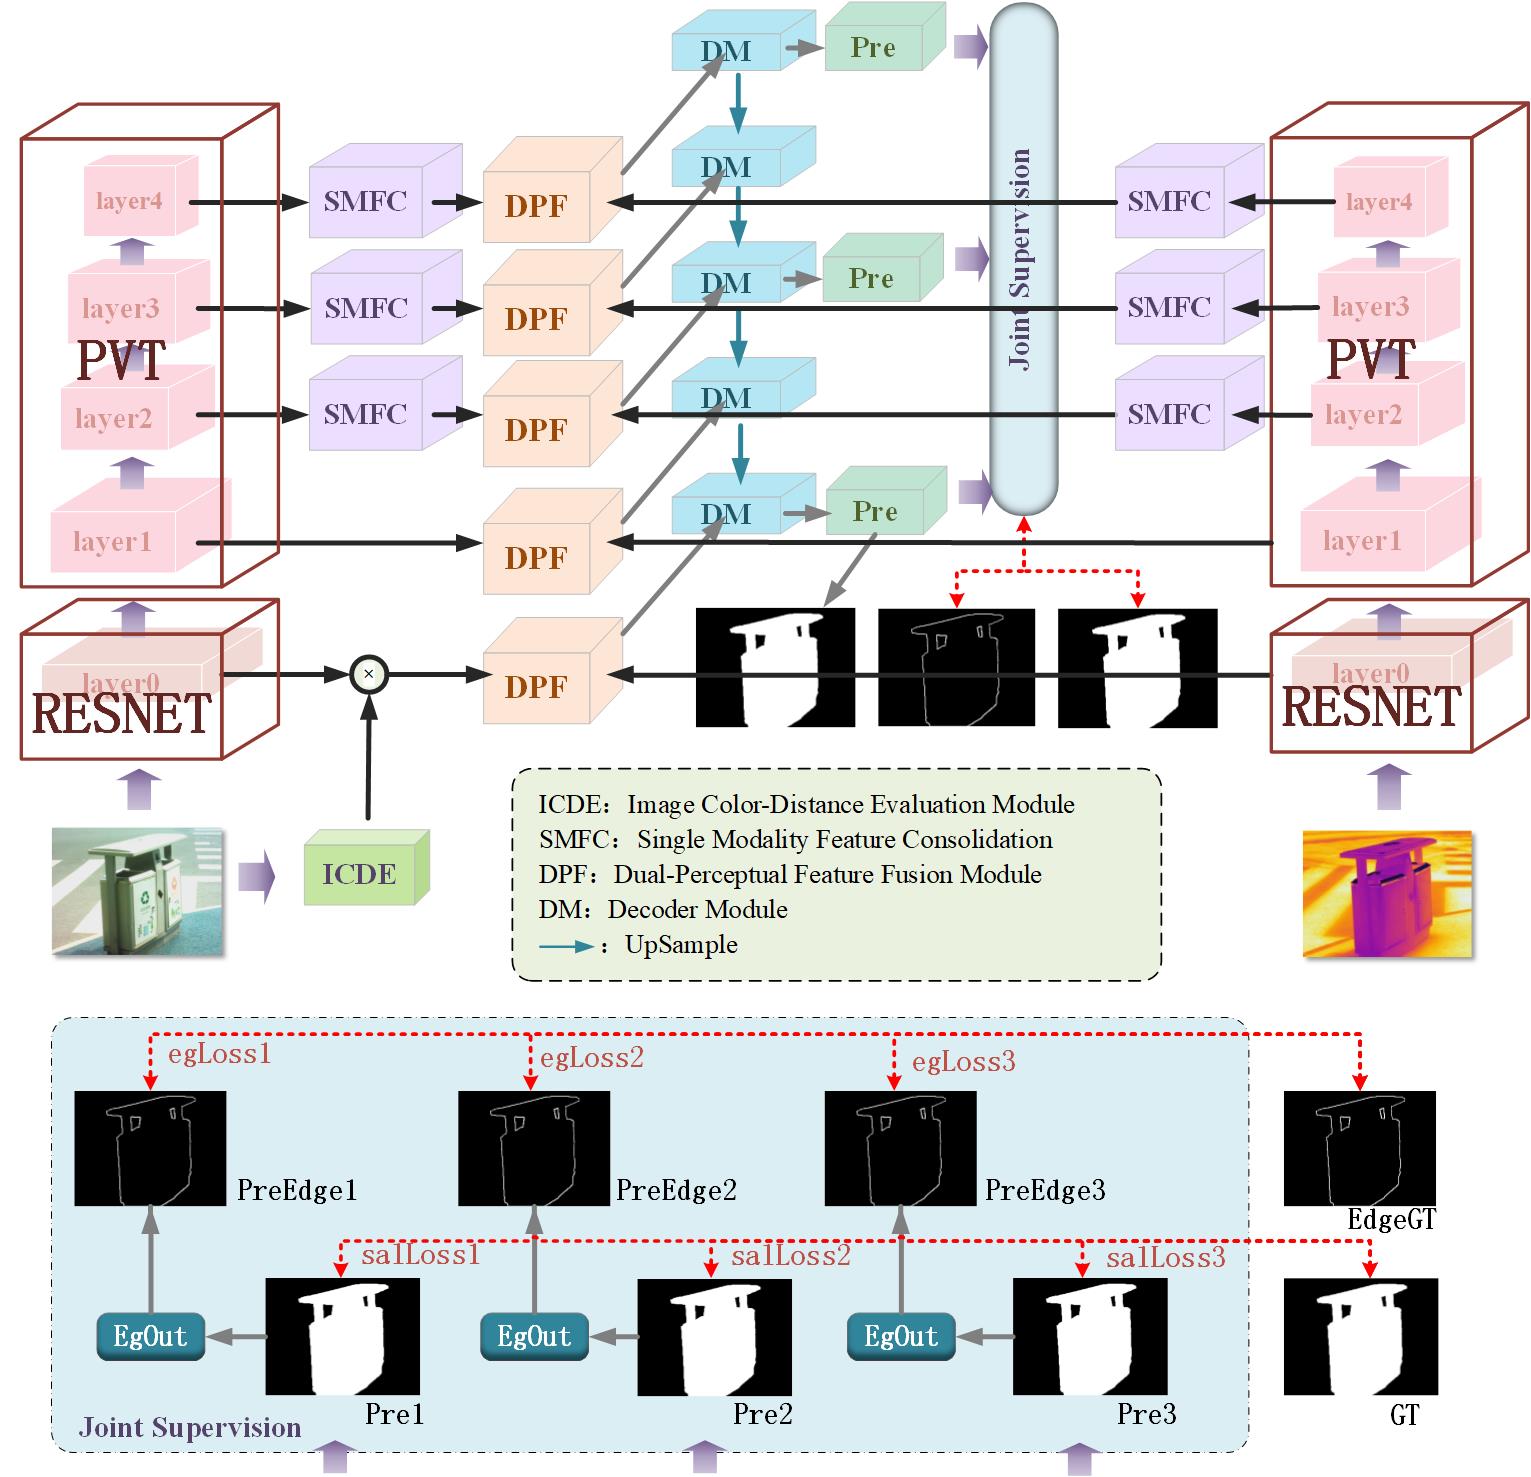 DM
Pre
DM
layer4
SMFC
DPF
SMFC
layer4
DM
Pre
Joint Supervision
layer3
SMFC
DPF
SMFC
layer3
PVT
PVT
DM
layer2
SMFC
DPF
SMFC
layer2
DM
Pre
layer1
DPF
layer1
layer0
×
DPF
layer0
RESNET
RESNET
ICDE
ICDE：Image Color-Distance Evaluation Module
SMFC：Single Modality Feature Consolidation
DPF：Dual-Perceptual Feature Fusion Module
DM：Decoder Module
：UpSample
egLoss1
egLoss2
egLoss3
PreEdge1
PreEdge2
PreEdge3
EdgeGT
salLoss1
salLoss2
salLoss3
EgOut
EgOut
EgOut
Pre1
Pre2
Pre3
GT
Joint Supervision